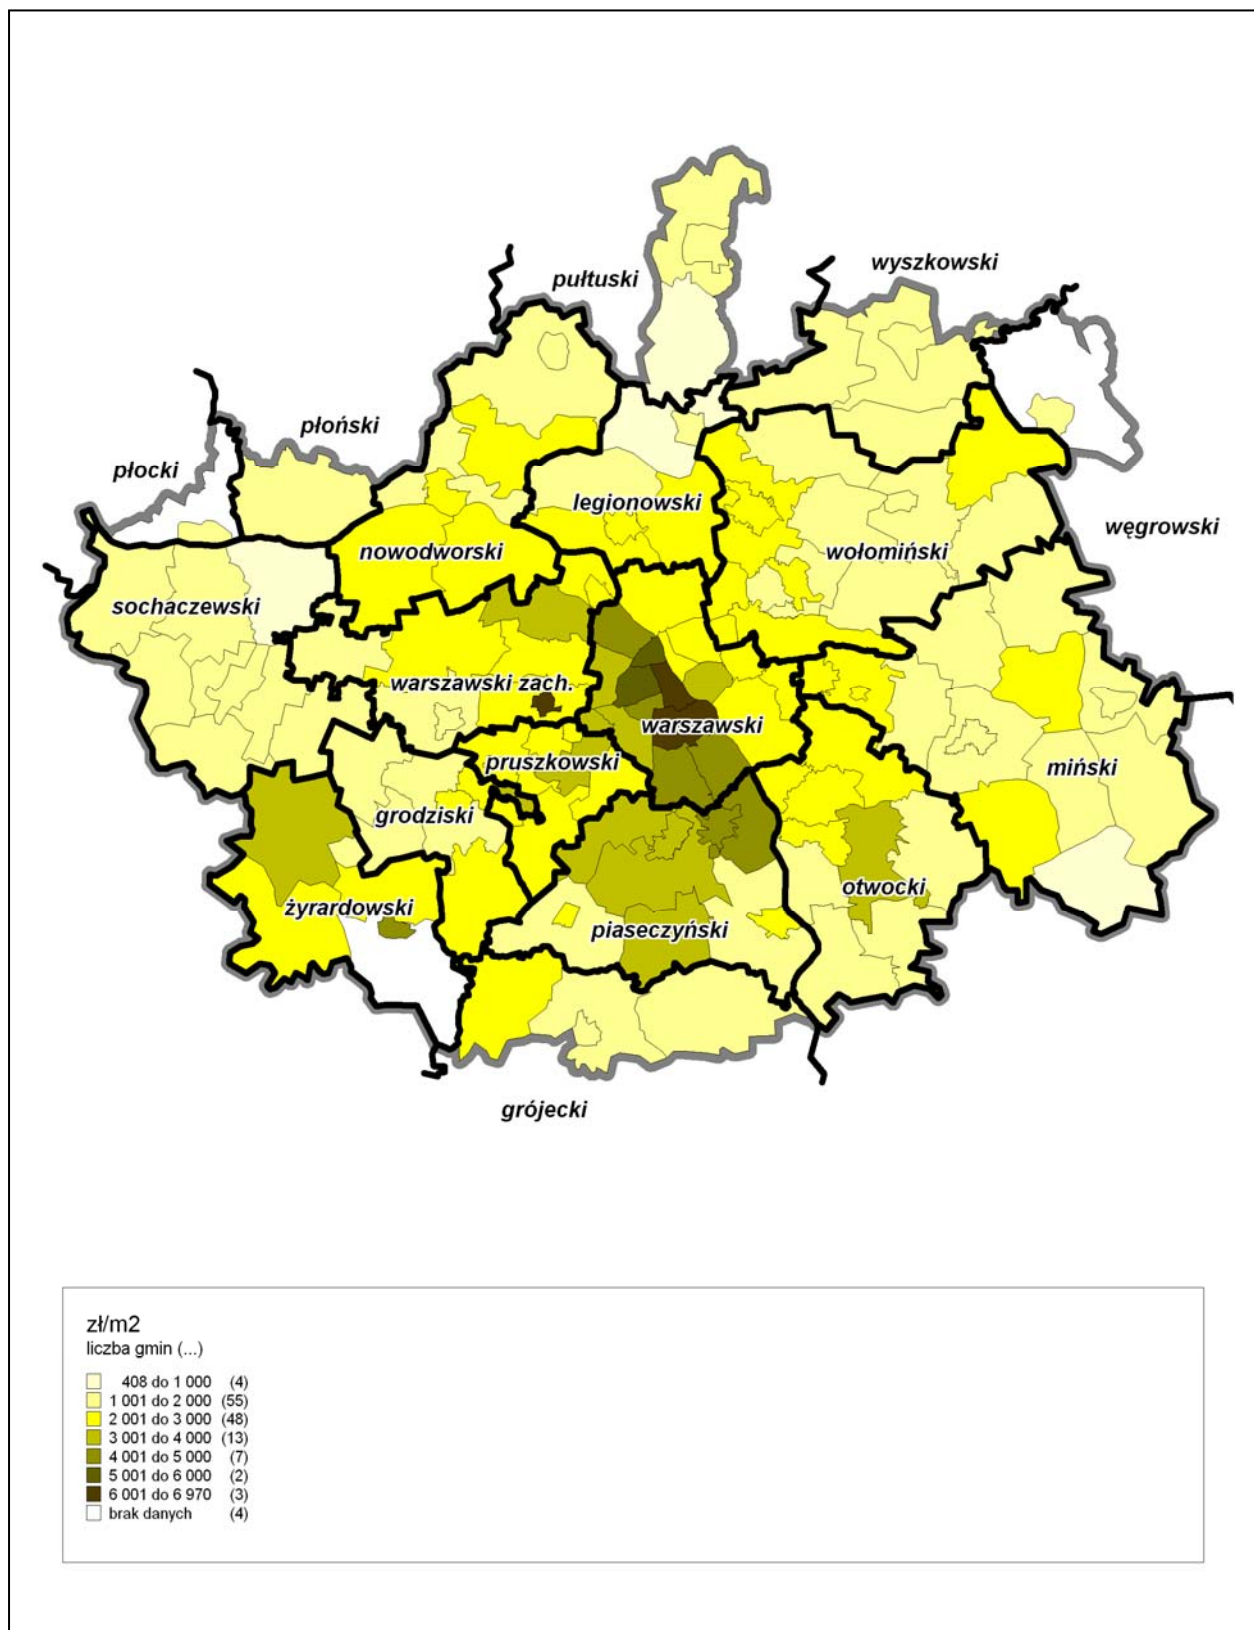 wyszkowski
pułtuski
płoński
płocki
legionowski
węgrowski
nowodworski
wołomiński
sochaczewski
warszawski zach.
warszawski
pruszkowski
miński
grodziski
otwocki
żyrardowski
piaseczyński
grójecki
zł/m2
liczba gmin (...)
408 do 1 000 (4)
1 001 do 2 000 (55)
2 001 do 3 000 (48)
3 001 do 4 000 (13)
4 001 do 5 000 (7)
5 001 do 6 000 (2)
6 001 do 6 970 (3)
brak danych (4)